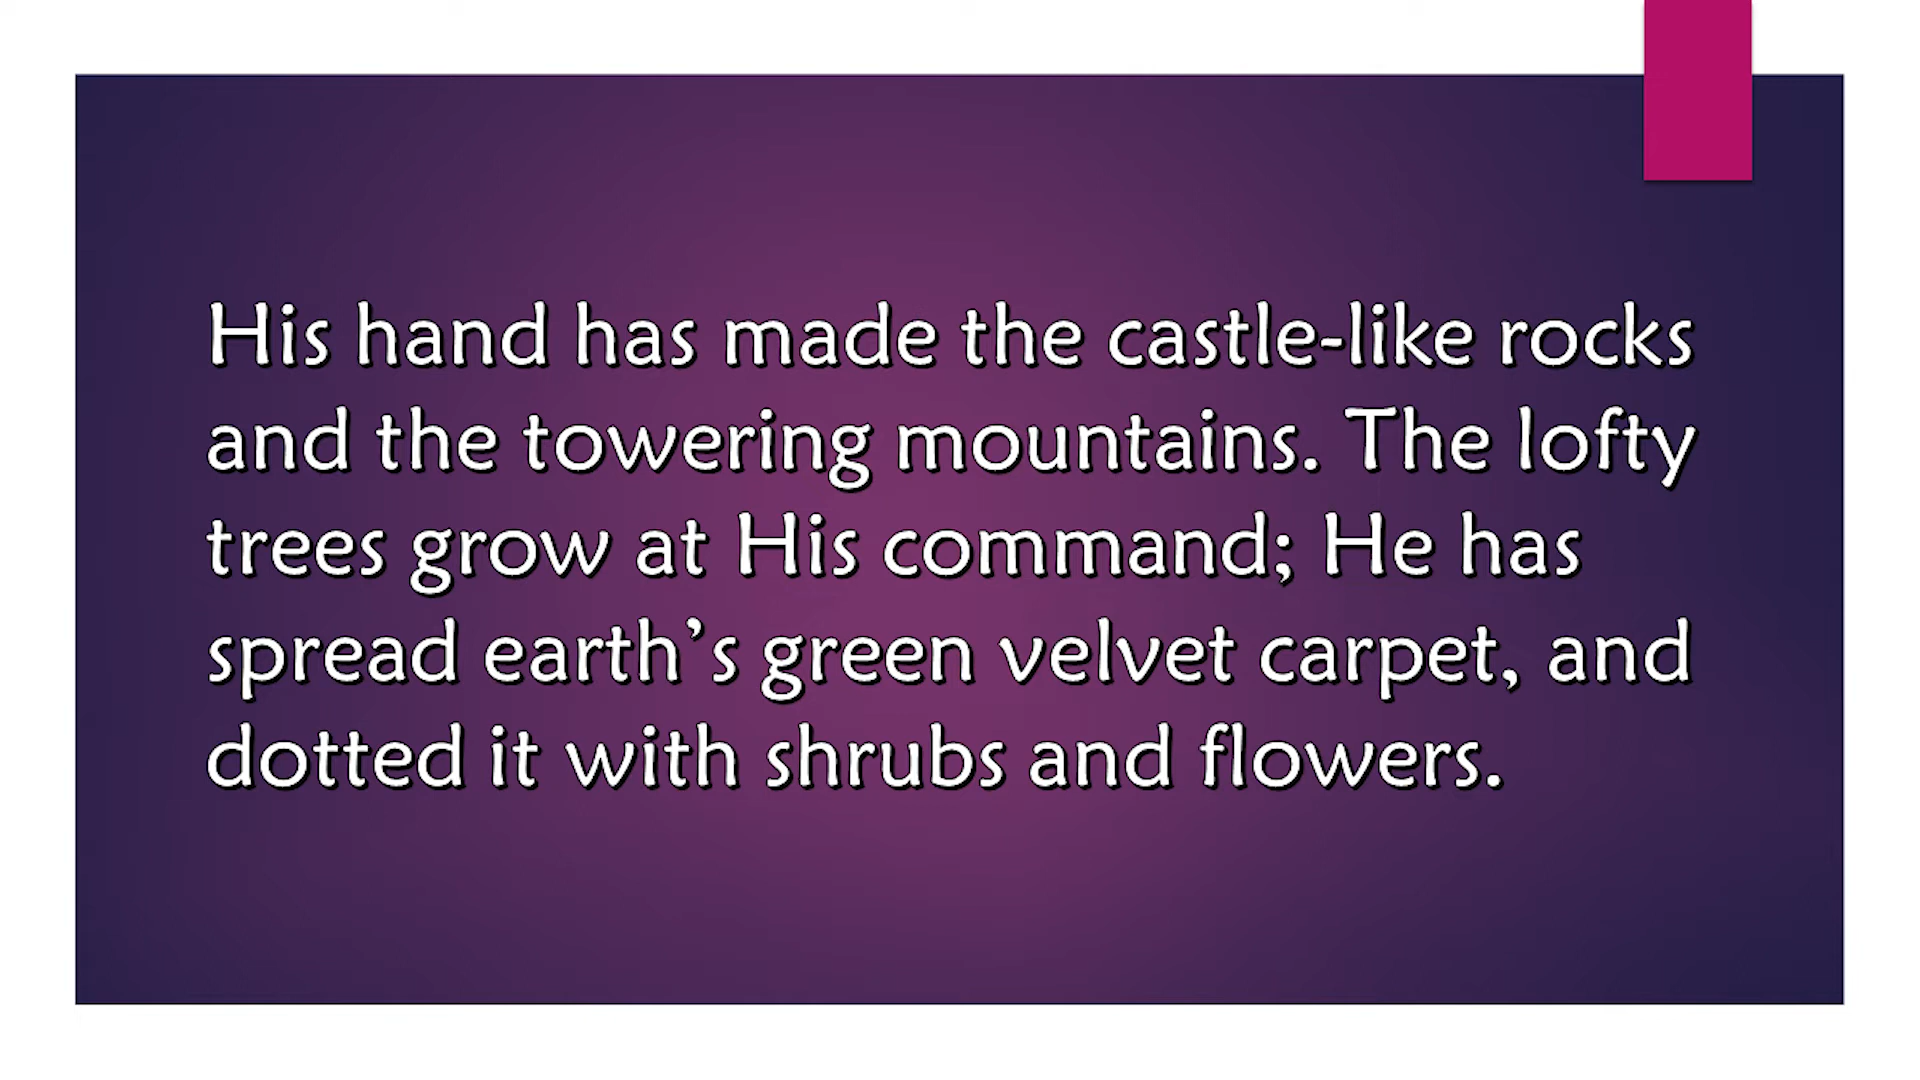 His hand has made the castle-like rocks
and the towering mountains. The lofty
trees grow at His command; He has
spread earth’s green velvet carpet, and
dotted it with shrubs and flowers.